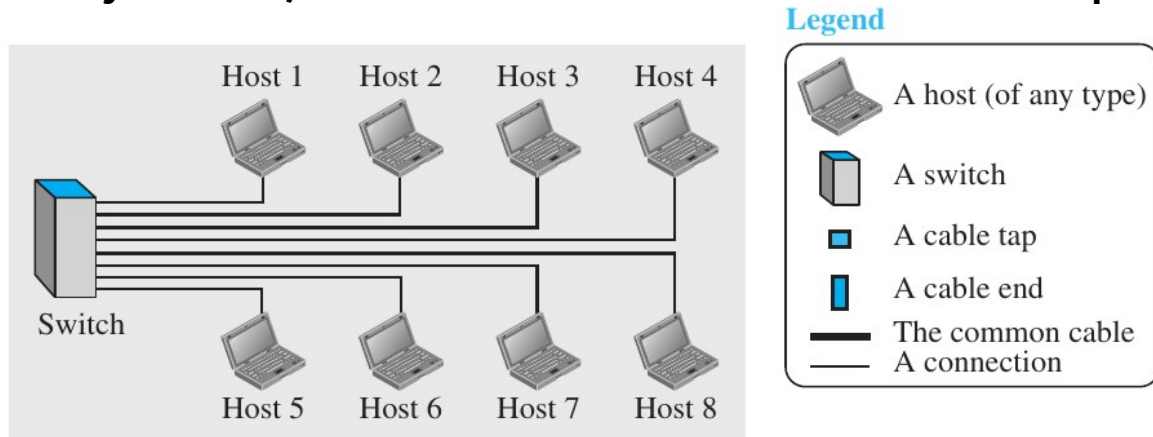 Legend
Host 1 Host 2 Host 3 Host 4
Switch
Host 5 Host 6 Host 7 Host 8
A host (of any type)
A switch
A cable tap
A cable end
The common cable
A connection